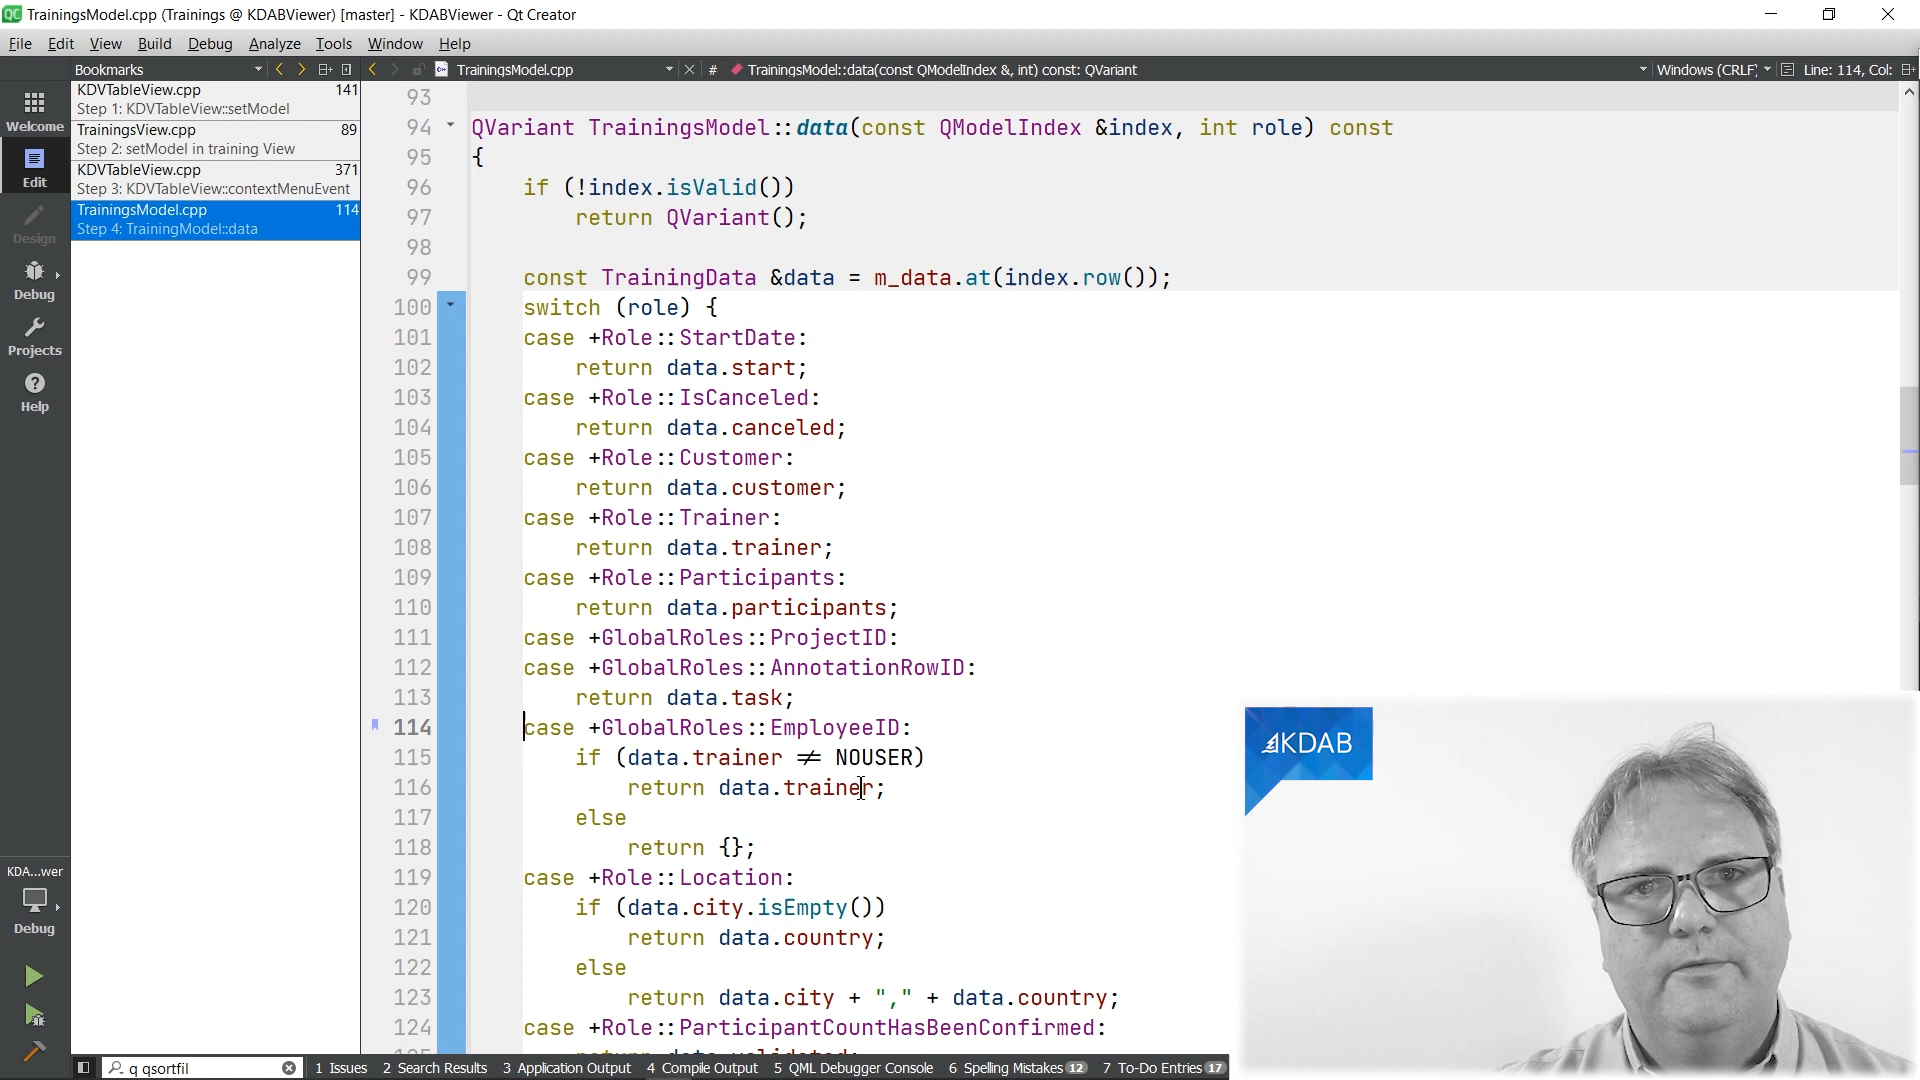 TrainingsModel.cpp (Trainings @ KDABViewer) [master] - KDABViewer - Qt Creator
File Edit View Build Debug Analyze Tools Window Help
Bookmarks
TrainingsModel.cpp
# TrainingsModel::data(const QModelIndex &, int) const: QVariant
Windows (CRLF)
Line: 114, Col:
Welcome
Edit
Design
Debug
Projects
Help
KDA...wer
Debug
KDVTableView.cpp 141
Step 1: KDVTableView::setModel
TrainingsView.cpp 89
Step 2: setModel in training View
KDVTableView.cpp 371
Step 3: KDVTableView::contextMenuEvent
TrainingsModel.cpp 114
Step 4: TrainingModel::data
93
94 QVariant TrainingsModel::data(const QModelIndex &index, int role) const
95 {
96 if (!index.isValid())
97 return QVariant();
98
99 const TrainingData &data = m_data.at(index.row());
100 switch (role) {
101 case +Role::StartDate:
102 return data.start;
103 case +Role::IsCanceled:
104 return data.canceled;
105 case +Role::Customer:
106 return data.customer;
107 case +Role::Trainer:
108 return data.trainer;
109 case +Role::Participants:
110 return data.participants;
111 case +GlobalRoles::ProjectID:
112 case +GlobalRoles::AnnotationRowID:
113 return data.task;
114 case +GlobalRoles::EmployeeID:
115 if (data.trainer ≠ NOUSER)
116 return data.trainer;
117 else
118 return {};
119 case +Role::Location:
120 if (data.city.isEmpty())
121 return data.country;
122 else
123 return data.city + "," + data.country;
124 case +Role::ParticipantCountHasBeenConfirmed:
KDAB
q qsortfil
1 Issues 2 Search Results 3 Application Output 4 Compile Output 5 QML Debugger Console 6 Spelling Mistakes 12 7 To-Do Entries 17